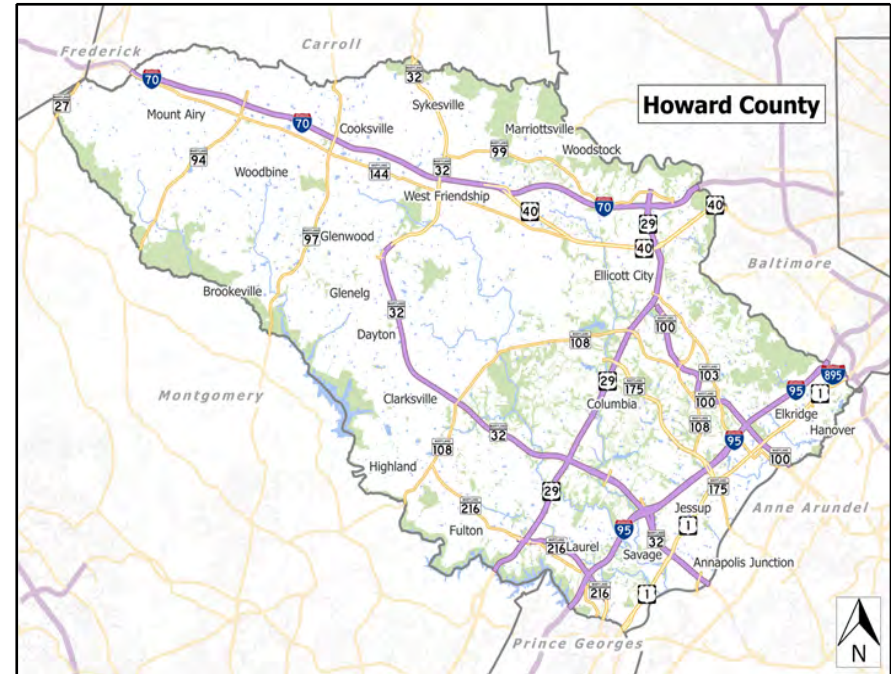 Frederick
Carroll
70
32
27
Howard County
Mount Airy
Sykesville
70
Cooksville
Marriottsville
99
Woodstock
94
Woodbine
144
32
West Friendship
70
40
40
29
97
Glenwood
40
Baltimore
Ellicott City
Brookeville
Glenelg
32
100
Dayton
108
103
895
29
175
95
1
Montgomery
Clarksville
Columbia
100
Elkridge
108
Hanover
108
32
95
100
Highland
175
29
Anne Arundel
216
Jessup
Fulton
95
1
216
Laurel
Savage
32
Annapolis Junction
216
1
Prince Georges
N